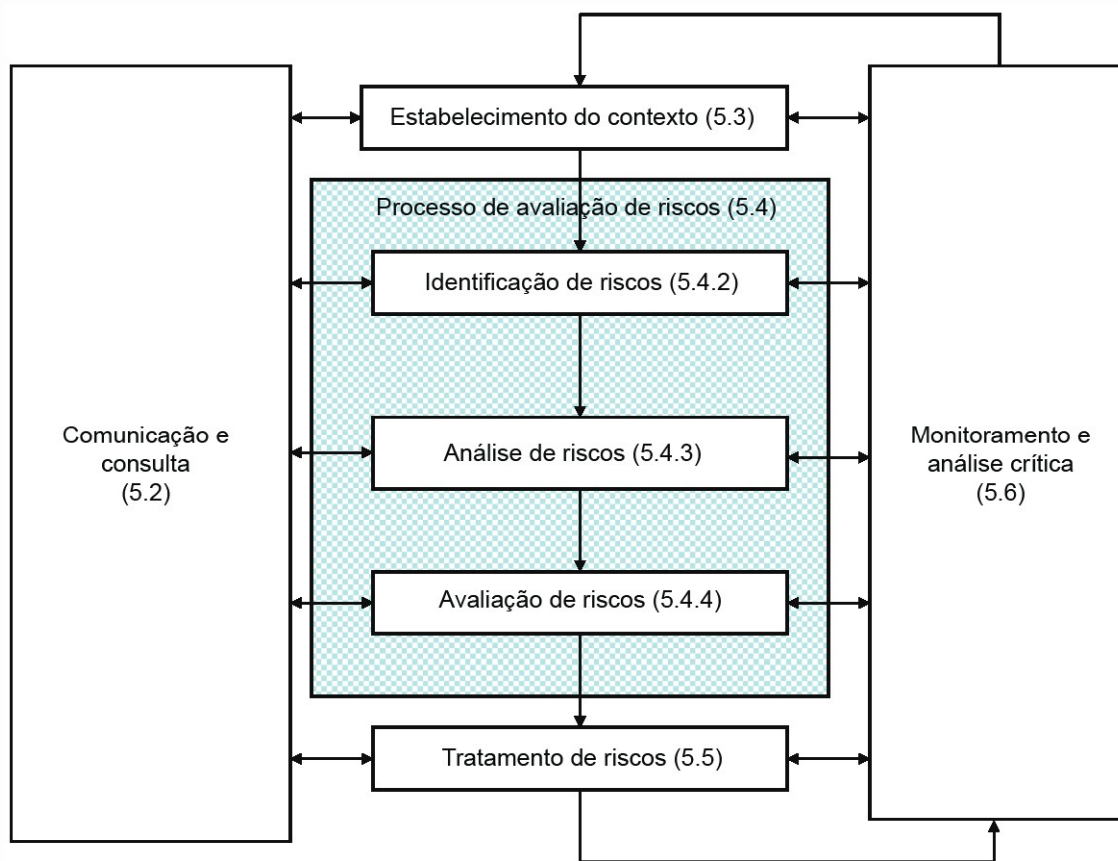 Estabelecimento do contexto (5.3)
Processo de avaliação de riscos (5.4)
Identificação de riscos (5.4.2)
Comunicação e
consulta
(5.2)
Análise de riscos (5.4.3)
Monitoramento e
análise crítica
(5.6)
Avaliação de riscos (5.4.4)
Tratamento de riscos (5.5)